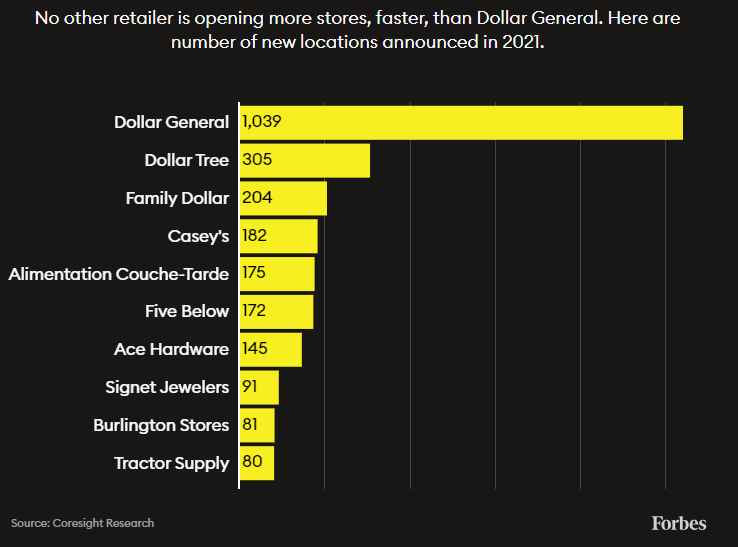 No other retailer is opening more stores, faster, than Dollar General. Here are
number of new locations announced in 2021.
Dollar General 1,039
Dollar Tree 305
Family Dollar 204
Casey's 182
Alimentation Couche-Tarde 175
Five Below 172
Ace Hardware 145
Signet Jewelers 91
Burlington Stores 81
Tractor Supply 80
Source: Coresight Research
Forbes